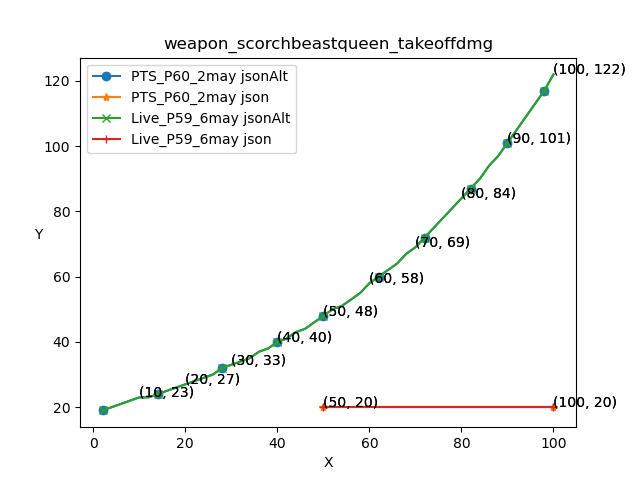 weapon_scorchbeastqueen_takeoffdmg
PTS_P60_2may jsonAlt
PTS_P60_2may json
Live_P59_6may jsonAlt
Live_P59_6may json
(100, 122)
(90, 101)
(80, 84)
(70, 69)
(60, 58)
(50, 48)
(40, 40)
(30, 33)
(20, 27)
(10, 23)
(50, 20)
(100, 20)
120
100
80
60
40
20
Y
0 20 40 60 80 100
X